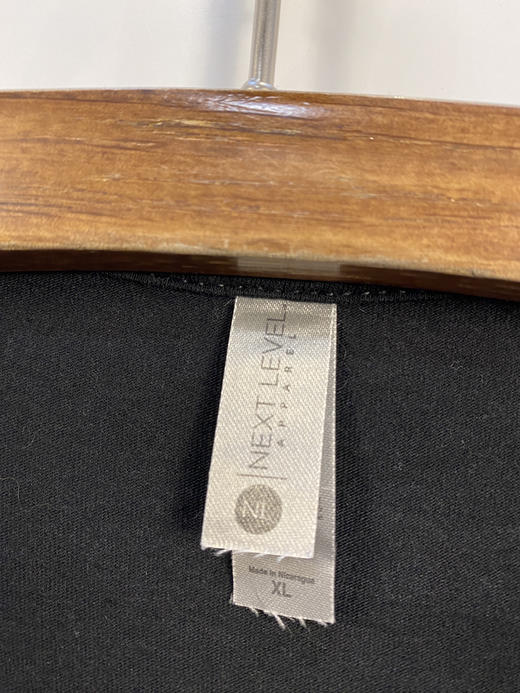 NEXT LEVEL
APPAREL
NL
Made in Nicaragua
XL